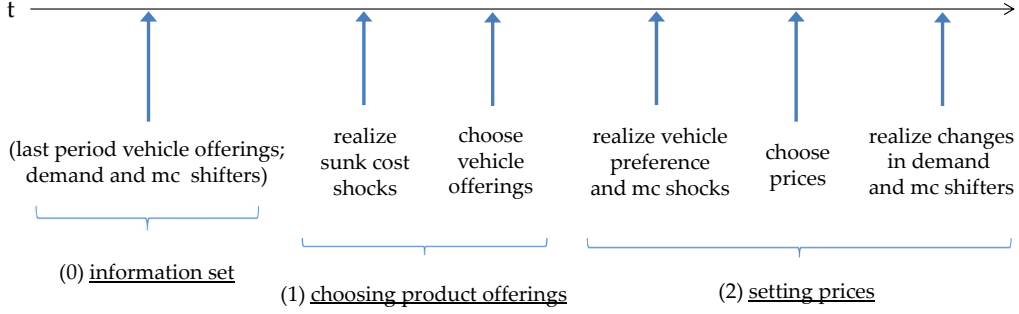 t
(last period vehicle offerings;
demand and mc shifters)
realize
sunk cost
shocks
choose
vehicle
offerings
realize vehicle
preference
and mc shocks
choose
prices
realize changes
in demand
and mc shifters
(0) information set
(1) choosing product offerings
(2) setting prices